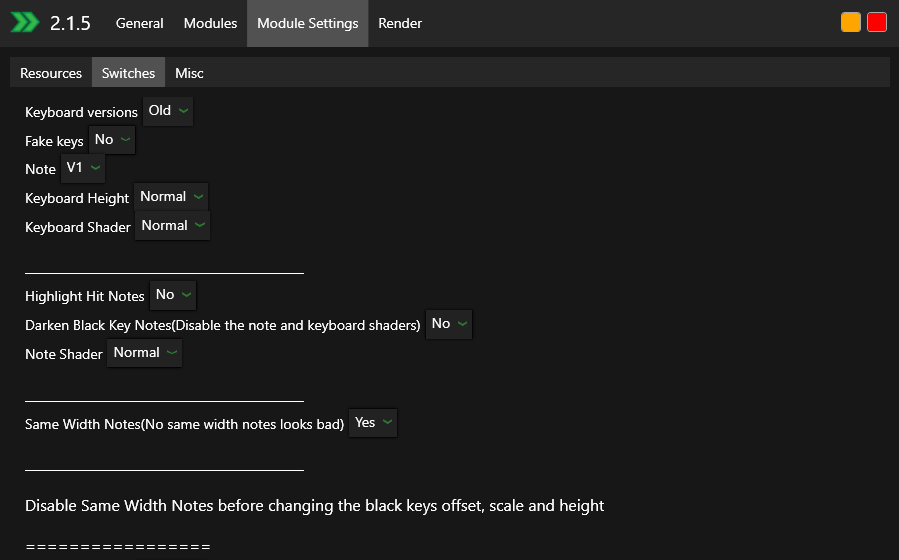 2.1.5 General Modules Module Settings Render
Resources Switches Misc
Keyboard versions Old
Fake keys No
Note V1
Keyboard Height Normal
Keyboard Shader Normal
Highlight Hit Notes No
Darken Black Key Notes(Disable the note and keyboard shaders) No
Note Shader Normal
Same Width Notes(No same width notes looks bad) Yes
Disable Same Width Notes before changing the black keys offset, scale and height
=================